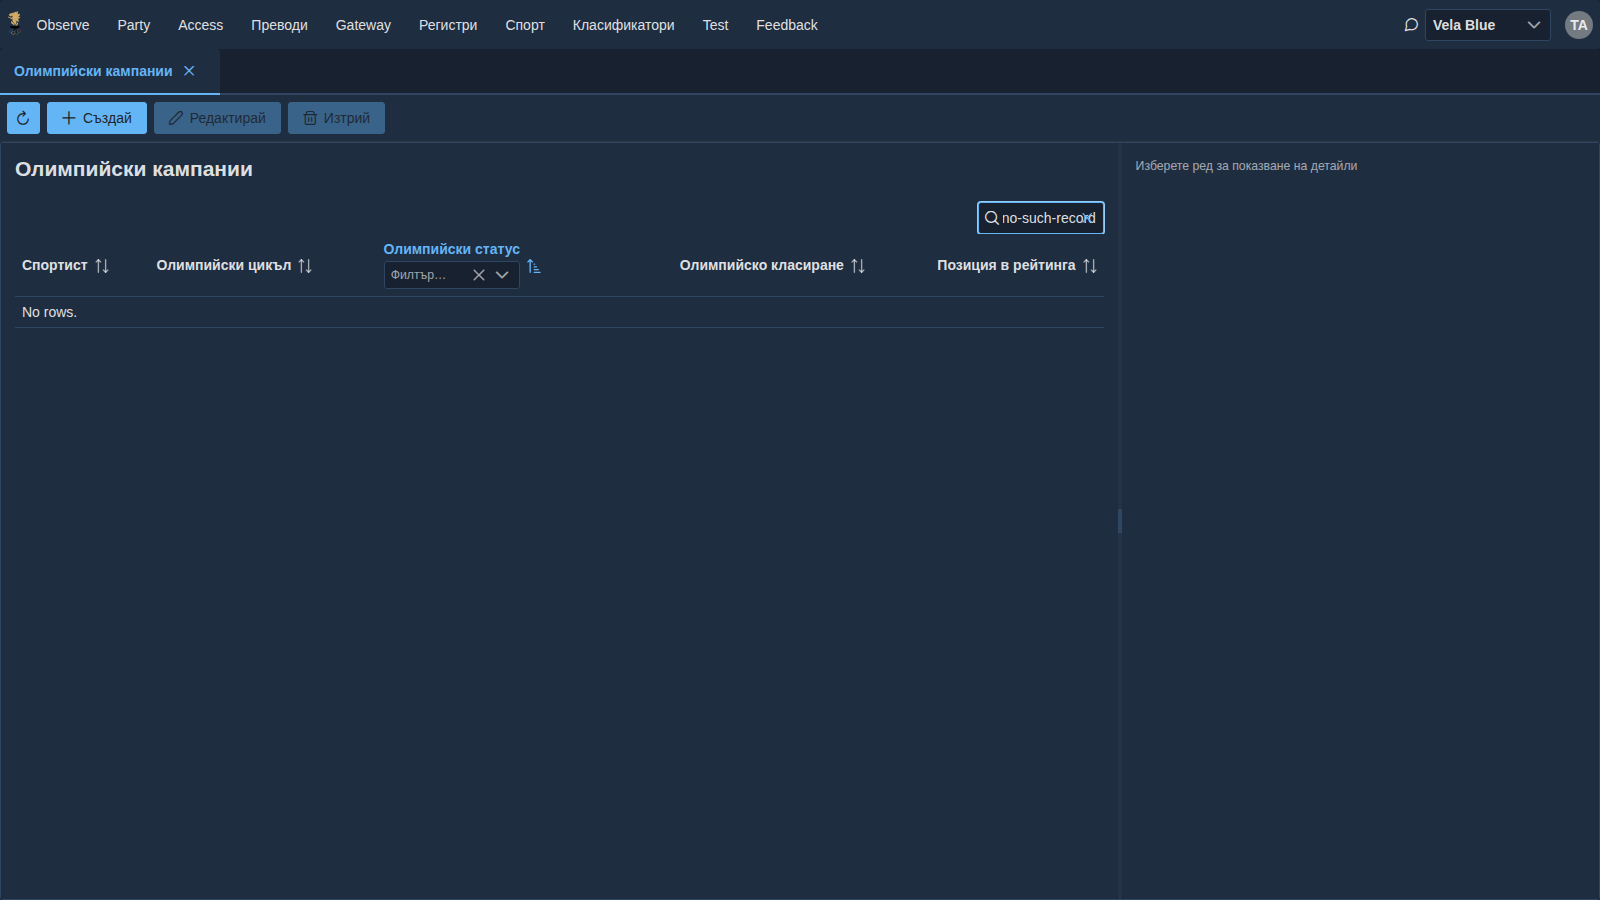 Observe Party Access Преводи Gateway Регистри Спорт Класификатори Test Feedback Vela Blue TA
Олимпийски кампании
Създай Редактирай Изтрий
Олимпийски кампании
Изберете ред за показване на детайли
no-such-record
Спортист Олимпийски цикъл Олимпийски статус Олимпийско класиране Позиция в рейтинга
Филтър...
No rows.